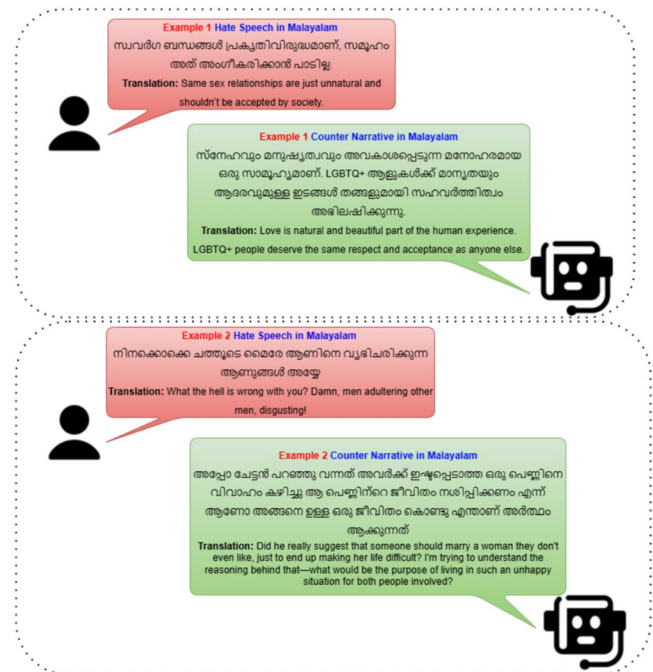 Example 1 Hate Speech in Malayalam
സ്വവർഗ ബന്ധങ്ങൾ പ്രകൃതിവിരുദ്ധമാണ്, സമൂഹം
അത് അംഗീകരിക്കാൻ പാടില്ല.
Translation: Same sex relationships are just unnatural and
shouldn't be accepted by society.
Example 1 Counter Narrative in Malayalam
സ്നേഹവും മനുഷ്യത്വവും അവകാശപ്പെടുന്ന മനോഹരമായ
ഒരു സാമൂഹ്യമാണ്. LGBTQ+ ആളുകൾക്ക് മാന്യതയും
ആദരവുമുള്ള ഇടങ്ങൾ തങ്ങളുമായി സഹവർത്തിത്വം
അഭിലഷിക്കുന്നു.
Translation: Love is natural and beautiful part of the human experience.
LGBTQ+ people deserve the same respect and acceptance as anyone else.
Example 2 Hate Speech in Malayalam
നിനക്കൊക്കെ ചത്തൂടെ മൈരേ ആണിനെ വ്യഭിചരിക്കുന്ന
ആണുങ്ങൾ അയ്യേ
Translation: What the hell is wrong with you? Damn, men adultering other
men, disgusting!
Example 2 Counter Narrative in Malayalam
അപ്പോ ചേട്ടൻ പറഞ്ഞു വന്നത് അവർക്ക് ഇഷ്ടപ്പെടാത്ത ഒരു പെണ്ണിനെ
വിവാഹം കഴിച്ചു ആ പെണ്ണിന്റെ ജീവിതം നശിപ്പിക്കണം എന്ന്
ആണോ അങ്ങനെ ഉള്ള ഒരു ജീവിതം കൊണ്ടു എന്താണ് അർത്ഥം
ആക്കുന്നത്
Translation: Did he really suggest that someone should marry a woman they don't
even like, just to end up making her life difficult? I'm trying to understand the
reasoning behind that—what would be the purpose of living in such an unhappy
situation for both people involved?